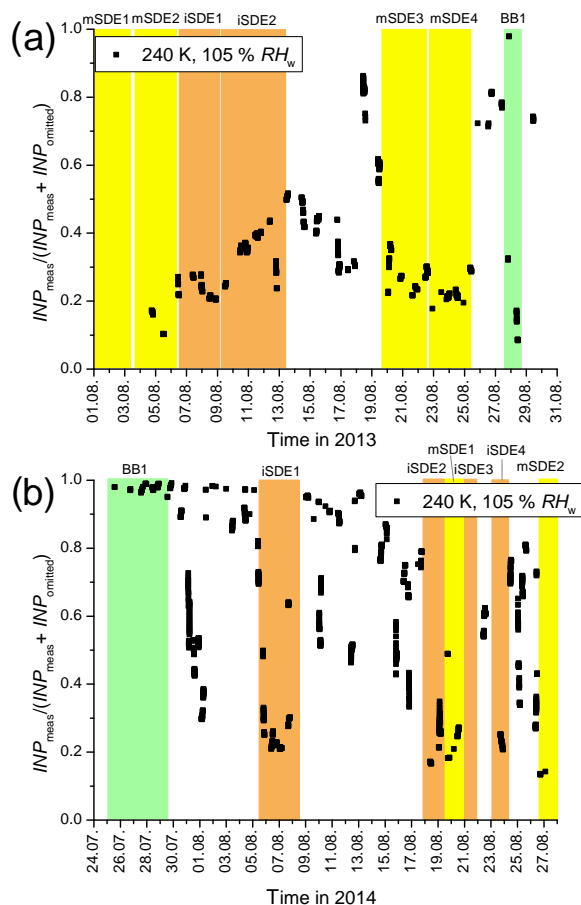 (a)
mSDE1 mSDE2 iSDE1 iSDE2 mSDE3 mSDE4 BB1
240 K, 105 % RHw
INPmeas/(INPmeas + INPomitted)
1.0
0.8
0.6
0.4
0.2
0.0
01.08. 03.08. 05.08. 07.08. 09.08. 11.08. 13.08. 15.08. 17.08. 19.08. 21.08. 23.08. 25.08. 27.08. 29.08. 31.08.
Time in 2013
(b)
BB1 iSDE1 iSDE2 mSDE1 iSDE3 iSDE4 mSDE2
240 K, 105 % RHw
INPmeas/(INPmeas + INPomitted)
1.0
0.8
0.6
0.4
0.2
0.0
24.07. 26.07. 28.07. 30.07. 01.08. 03.08. 05.08. 07.08. 09.08. 11.08. 13.08. 15.08. 17.08. 19.08. 21.08. 23.08. 25.08. 27.08.
Time in 2014